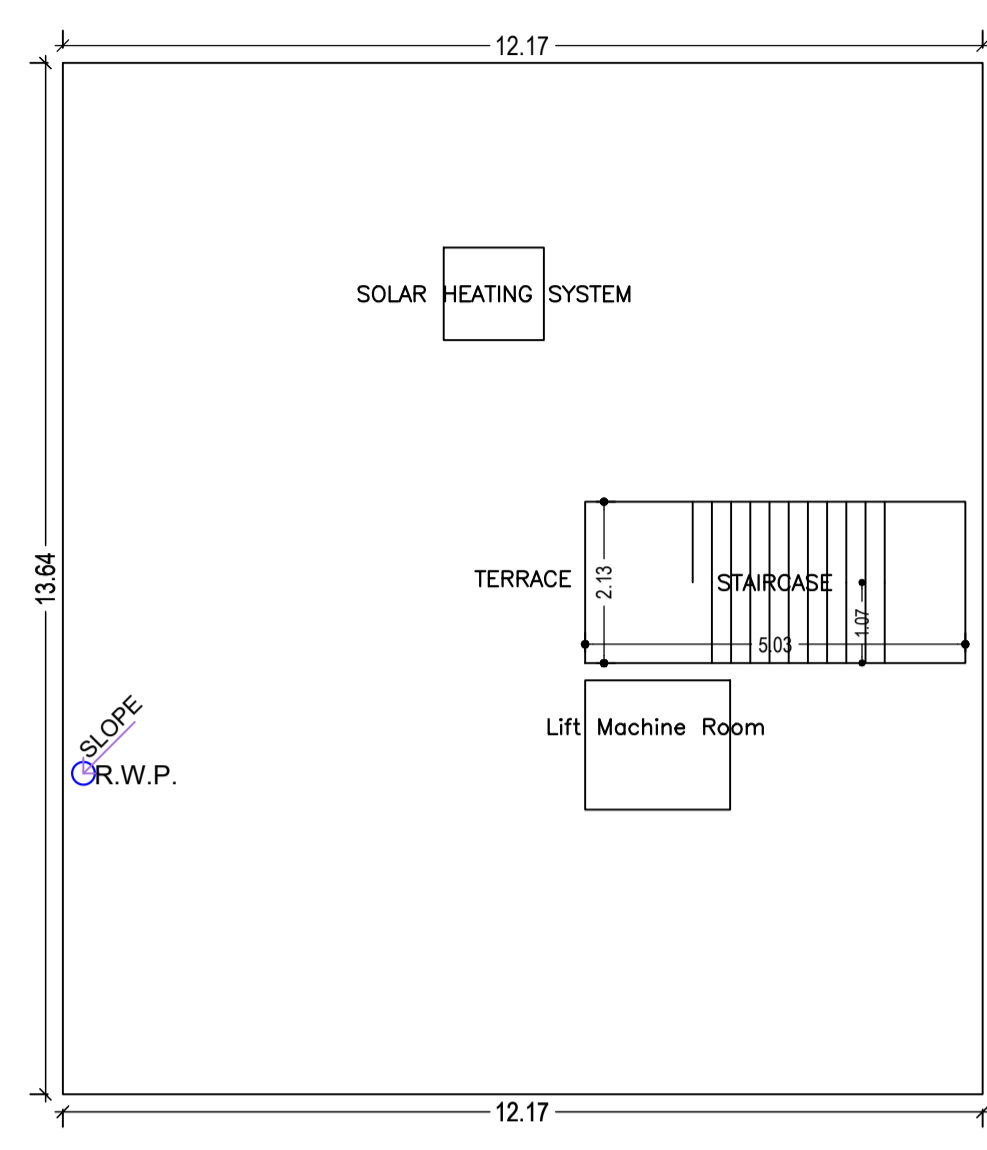 12.17
SOLAR HEATING SYSTEM
13.64
TERRACE
2.13
STAIRCASE
1.07
5.03
Lift Machine Room
SLOPE
R.W.P.
12.17